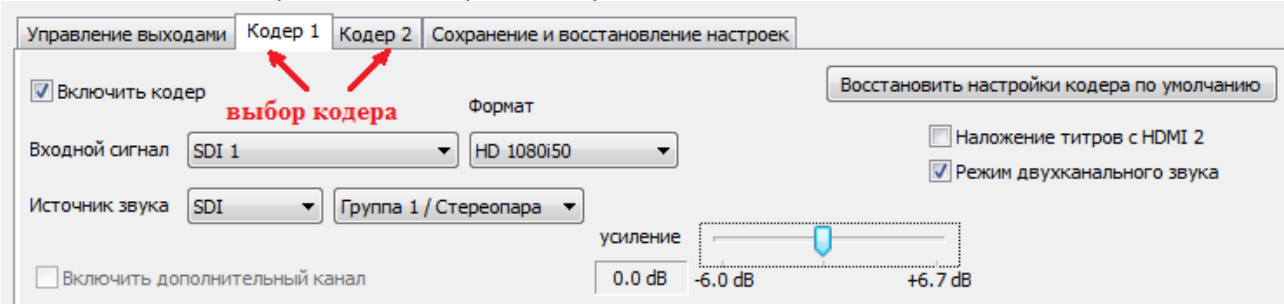 Управление выходами Кодер 1 Кодер 2 Сохранение и восстановление настроек
Включить кодер
выбор кодера
Восстановить настройки кодера по умолчанию
Формат
Входной сигнал SDI 1 HD 1080i50
Наложение титров с HDMI 2
Режим двухканального звука
Источник звука SDI Группа 1 / Стереопара
усиление
Включить дополнительный канал
0.0 dB -6.0 dB +6.7 dB